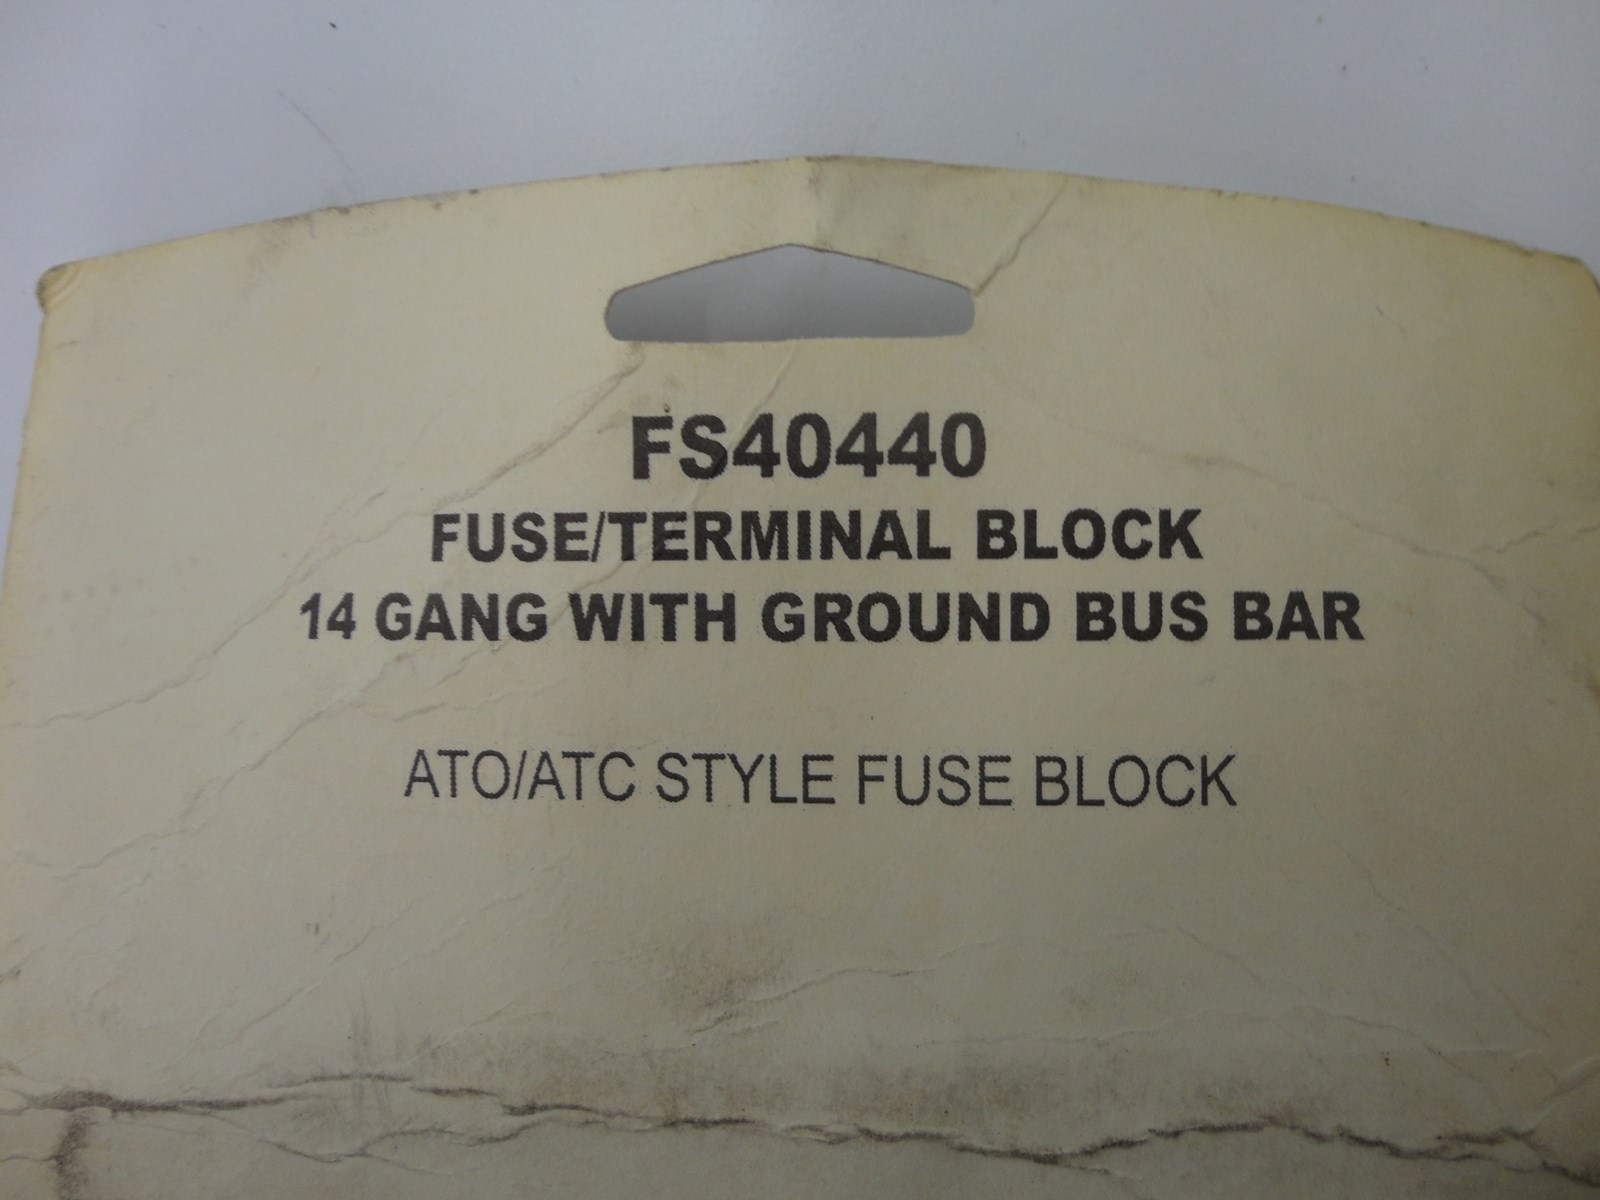 FS40440
FUSE/TERMINAL BLOCK
14 GANG WITH GROUND BUS BAR
ATO/ATC STYLE FUSE BLOCK